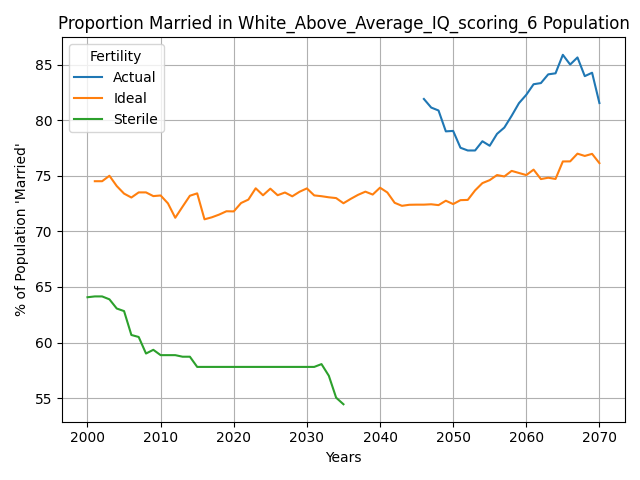 Proportion Married in White_Above_Average_IQ_scoring_6 Population
% of Population 'Married'
85
80
75
70
65
60
55
Fertility
Actual
Ideal
Sterile
2000 2010 2020 2030 2040 2050 2060 2070
Years